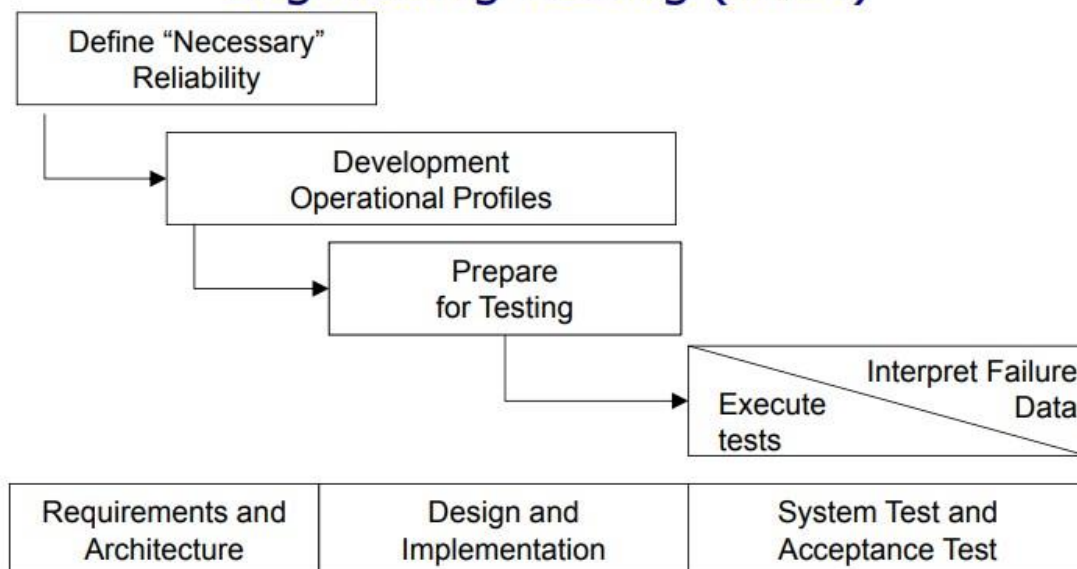 Define “Necessary”
Reliability
Development
Operational Profiles
Prepare
for Testing
Interpret Failure
Data
Execute
tests
Requirements and
Architecture
Design and
Implementation
System Test and
Acceptance Test